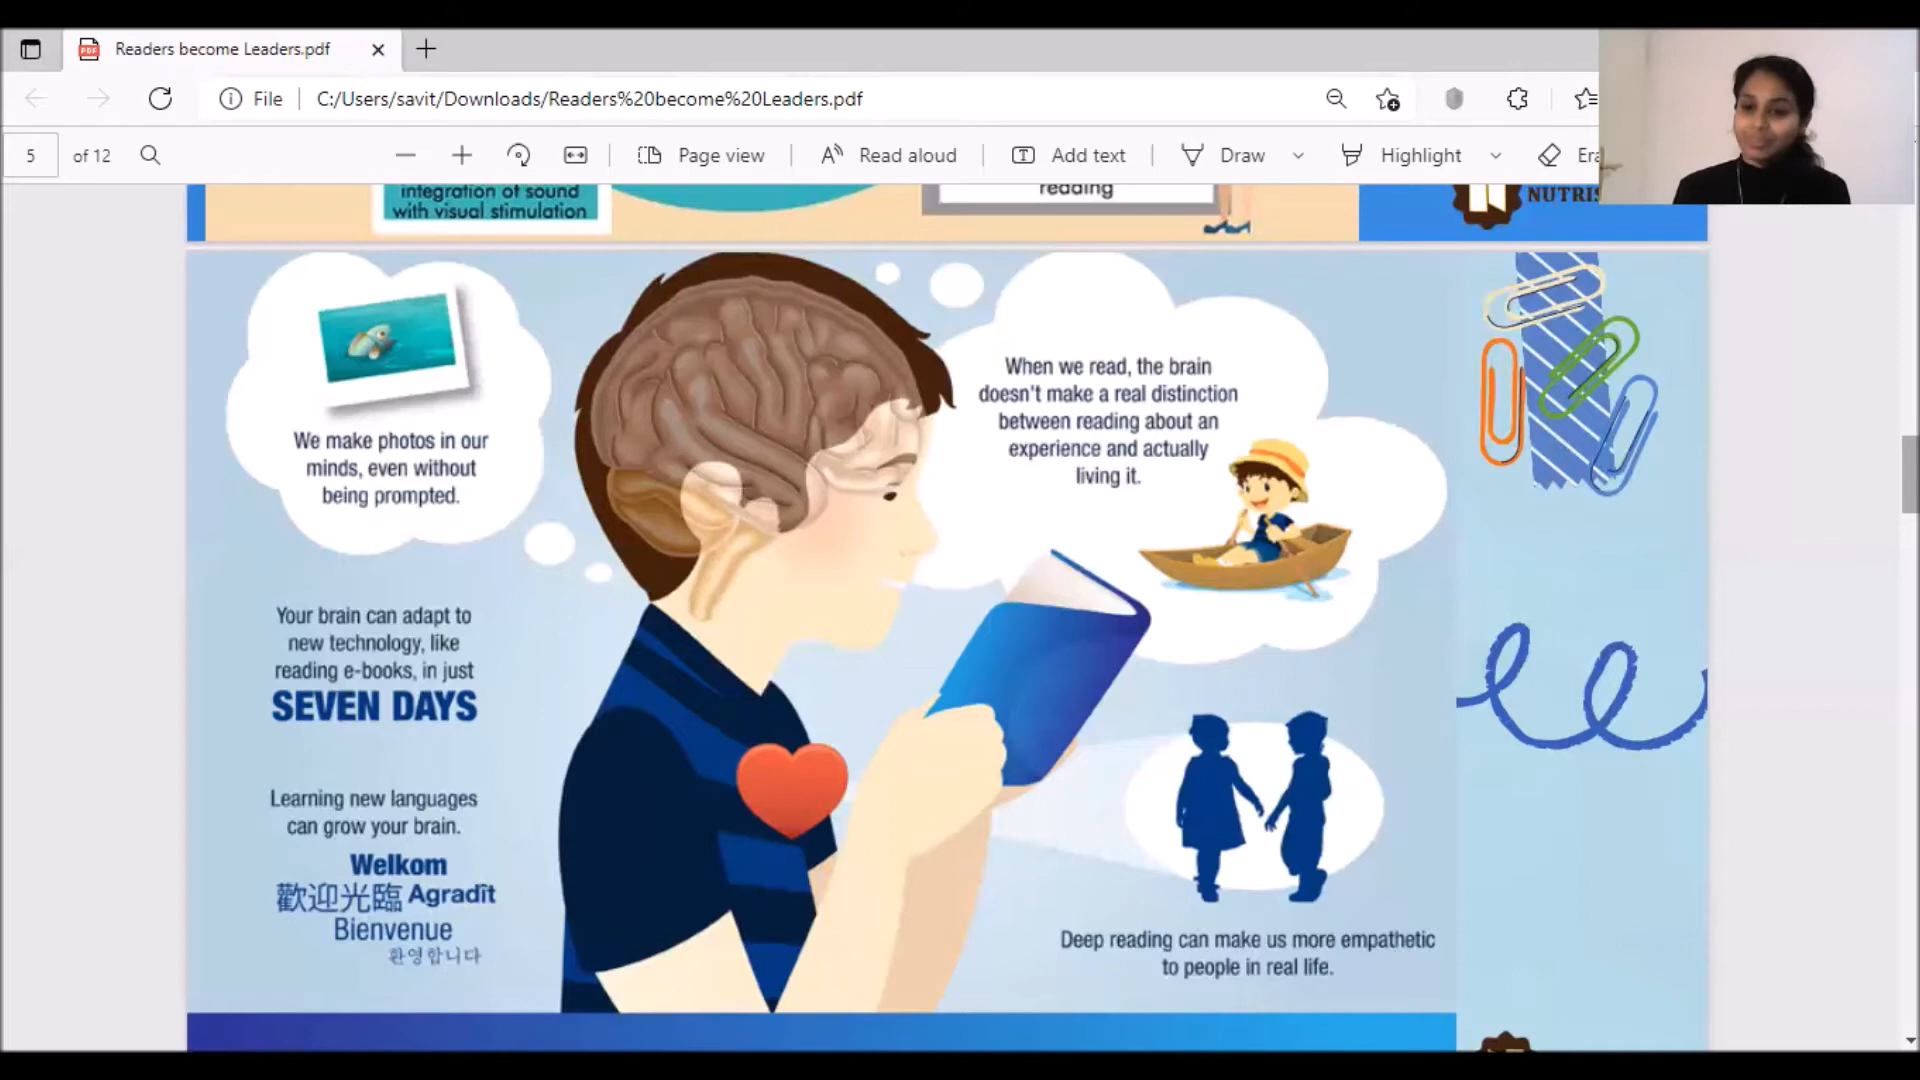 Readers become Leaders.pdf
File
C:/Users/savit/Downloads/Readers%20become%20Leaders.pdf
5
of 12
Page view
Read aloud
Add text
Draw
Highlight
integration of sound
with visual stimulation
reading
We make photos in our
minds, even without
being prompted.
When we read, the brain
doesn't make a real distinction
between reading about an
experience and actually
living it.
Your brain can adapt to
new technology, like
reading e-books, in just
SEVEN DAYS
Learning new languages
can grow your brain.
Welkom
歡迎光臨 Agradît
Bienvenue
환영합니다
Deep reading can make us more empathetic
to people in real life.